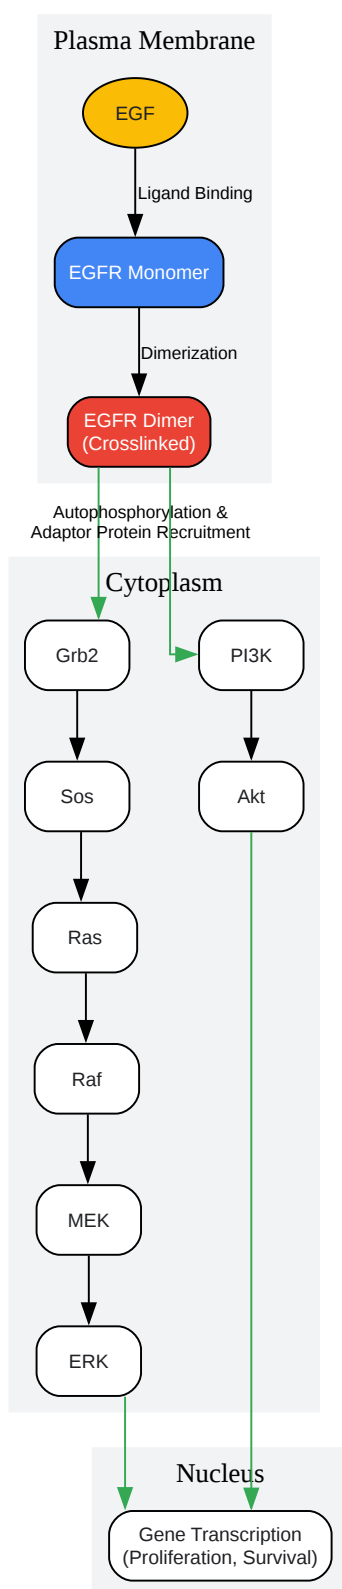 Plasma Membrane
EGF
Ligand Binding
EGFR Monomer
Dimerization
EGFR Dimer
(Crosslinked)
Autophosphorylation &
Adaptor Protein Recruitment
Cytoplasm
Grb2
PI3K
Sos
Akt
Ras
Raf
MEK
ERK
Nucleus
Gene Transcription
(Proliferation, Survival)